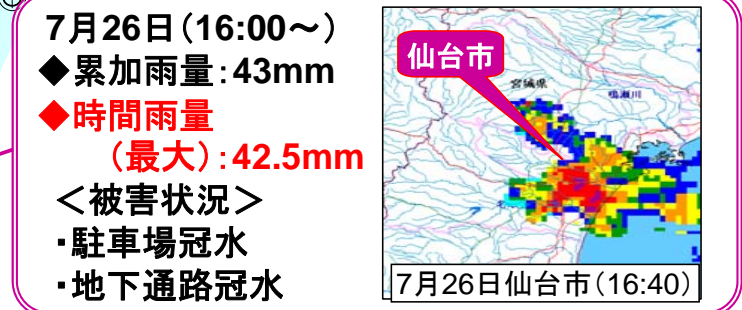 7月26日(16:00～)
◆累加雨量:43mm
◆時間雨量
(最大):42.5mm
＜被害状況＞
・駐車場冠水
・地下通路冠水
仙台市
宮城県
鳴瀬川
7月26日仙台市(16:40)